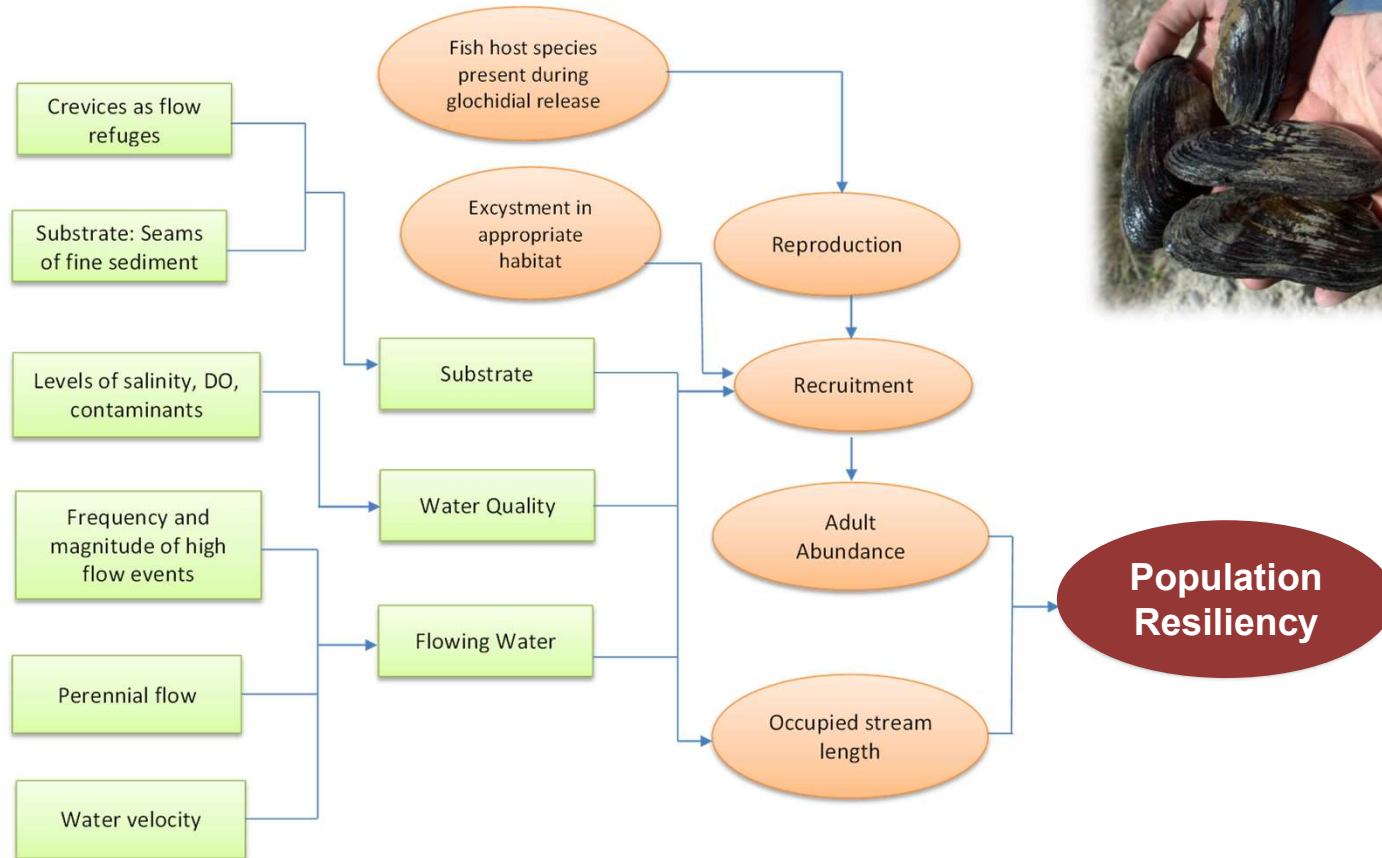 Fish host species
present during
glochidial release
Crevices as flow
refuges
Substrate: Seams
of fine sediment
Excystment in
appropriate
habitat
Reproduction
Levels of salinity, DO,
contaminants
Substrate
Recruitment
Frequency and
magnitude of high
flow events
Water Quality
Adult
Abundance
Population
Resiliency
Perennial flow
Flowing Water
Occupied stream
length
Water velocity